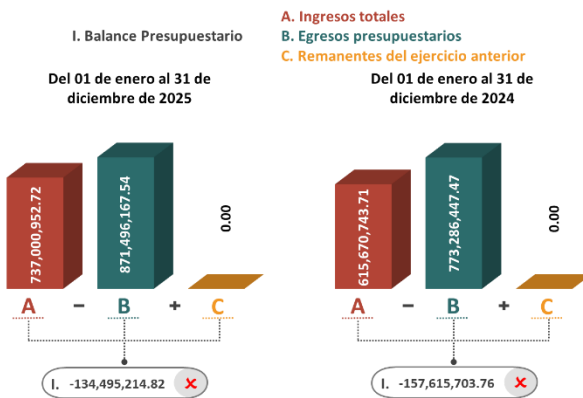 I. Balance Presupuestario
A. Ingresos totales
B. Egresos presupuestarios
C. Remanentes del ejercicio anterior
Del 01 de enero al 31 de
diciembre de 2025
737,000,952.72
871,496,167.54
0.00
A – B + C
I. -134,495,214.82 ✘
Del 01 de enero al 31 de
diciembre de 2024
615,670,743.71
773,286,447.47
0.00
A – B + C
I. -157,615,703.76 ✘